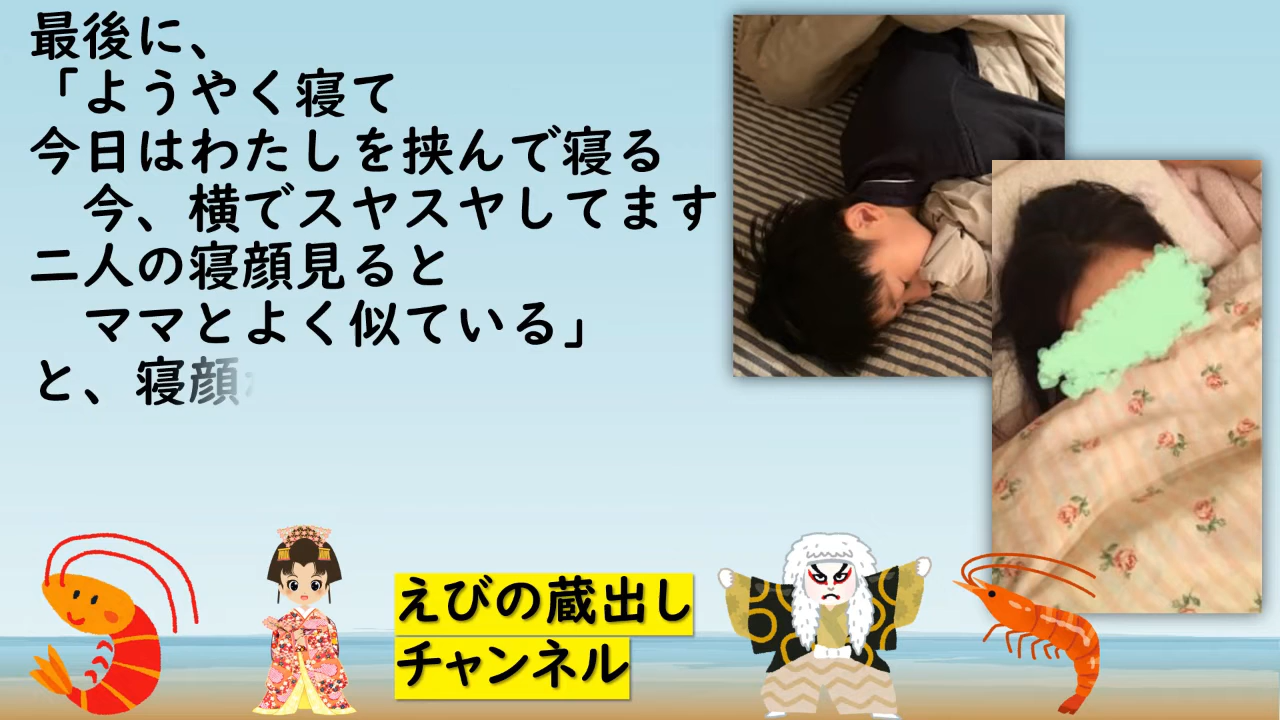 最後に、
「ようやく寝て
今日はわたしを挟んで寝る
今、横でスヤスヤしてます
二人の寝顔見ると
ママとよく似ている」
と、寝顔
えびの蔵出し
チャンネル